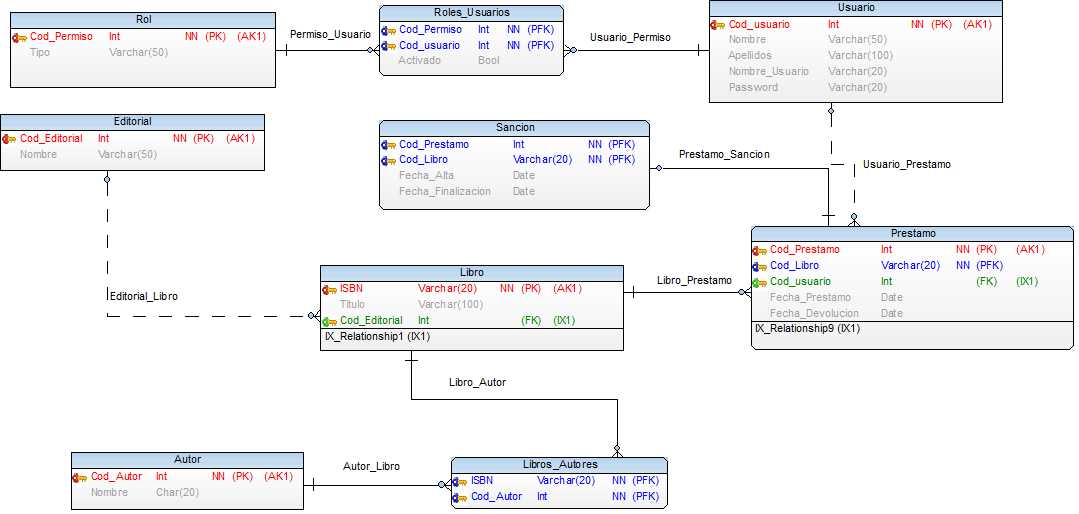 Rol
Cod_Permiso Int NN (PK) (AK1)
Tipo Varchar(50)
Permiso_Usuario
Roles_Usuarios
Cod_Permiso Int NN (PFK)
Cod_usuario Int NN (PFK)
Activado Bool
Usuario_Permiso
Usuario
Cod_usuario Int NN (PK) (AK1)
Nombre Varchar(50)
Apellidos Varchar(100)
Nombre_Usuario Varchar(20)
Password Varchar(20)
Editorial
Cod_Editorial Int NN (PK) (AK1)
Nombre Varchar(50)
Sancion
Cod_Prestamo Int NN (PFK)
Cod_Libro Varchar(20) NN (PFK)
Fecha_Alta Date
Fecha_Finalizacion Date
Prestamo_Sancion
Usuario_Prestamo
Prestamo
Cod_Prestamo Int NN (PK) (AK1)
Cod_Libro Varchar(20) NN (PFK)
Cod_usuario Int (FK) (IX1)
Fecha_Prestamo Date
Fecha_Devolucion Date
IX_Relationship9 (IX1)
Editorial_Libro
Libro
ISBN Varchar(20) NN (PK) (AK1)
Titulo Varchar(100)
Cod_Editorial Int (FK) (IX1)
IX_Relationship1 (IX1)
Libro_Prestamo
Libro_Autor
Autor
Cod_Autor Int NN (PK) (AK1)
Nombre Char(20)
Autor_Libro
Libros_Autores
ISBN Varchar(20) NN (PFK)
Cod_Autor Int NN (PFK)